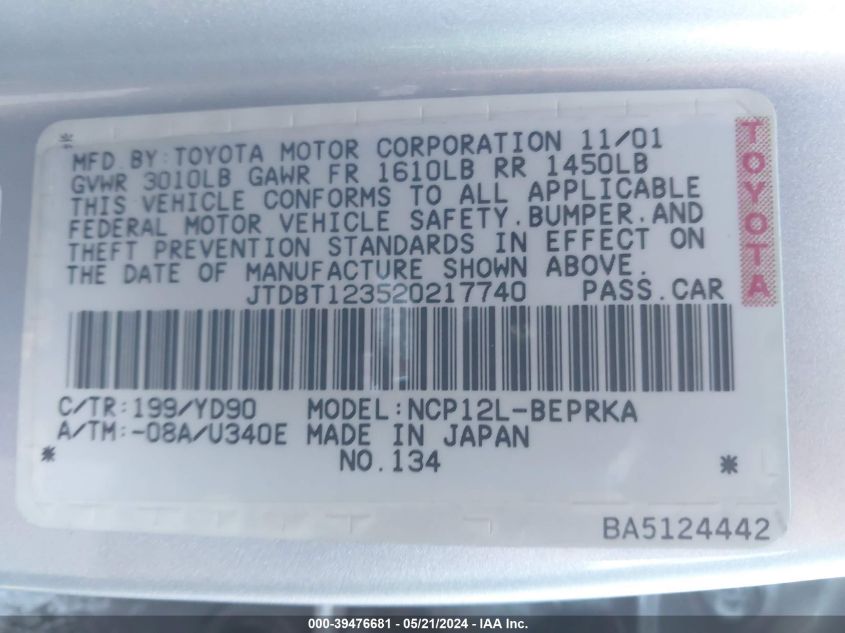 MFD. BY: TOYOTA MOTOR CORPORATION 11/01
GVWR 3010LB GAWR FR 1610LB RR 1450LB
THIS VEHICLE CONFORMS TO ALL APPLICABLE
FEDERAL MOTOR VEHICLE SAFETY. BUMPER. AND
THEFT PREVENTION STANDARDS IN EFFECT ON
THE DATE OF MANUFACTURE SHOWN ABOVE.
JTDBT123520217740 PASS. CAR
TOYOTA
C/TR: 199/YD90 MODEL: NCP12L-BEPRKA
A/TM: -08A/U340E MADE IN JAPAN
* NO. 134 *
BA5124442
000-39476681 - 05/21/2024 - IAA, Inc.